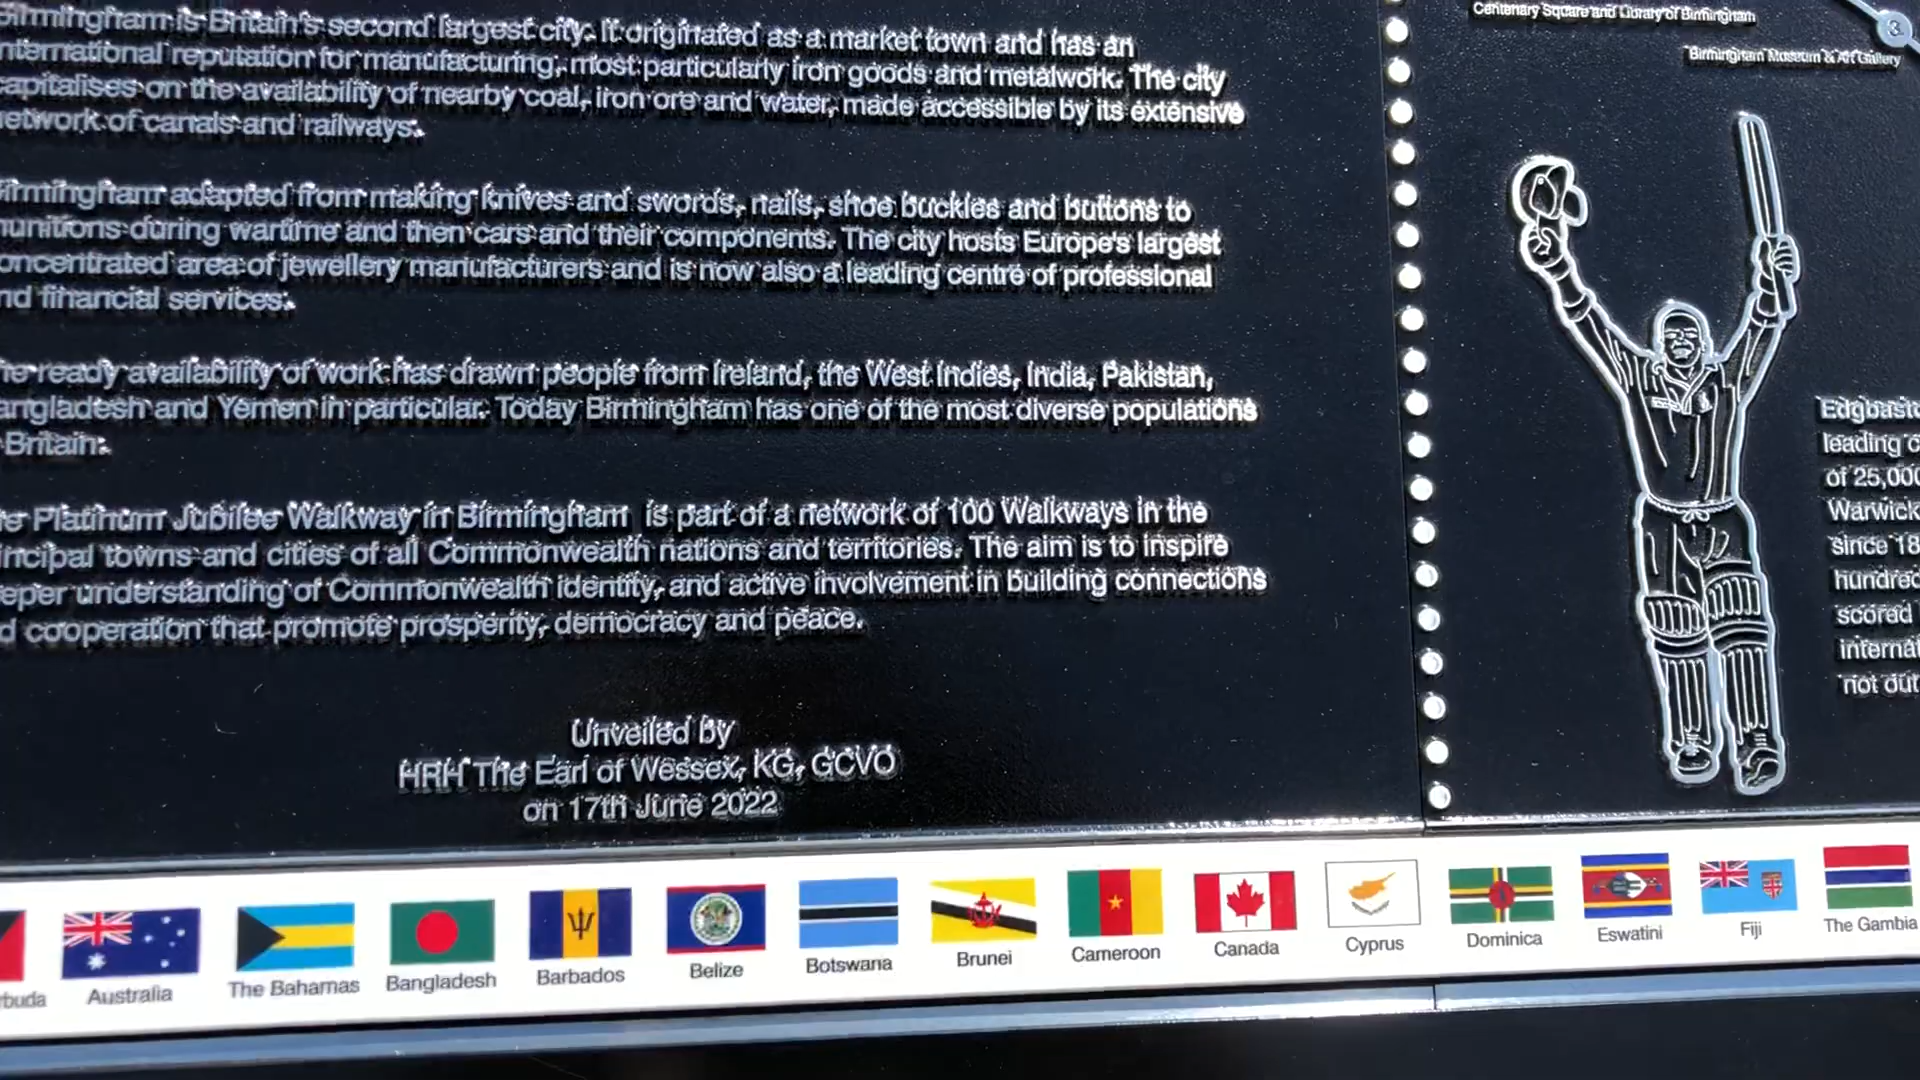 Birmingham is Britain's second largest city. It originated as a market town and has an
international reputation for manufacturing, most particularly iron goods and metalwork. The city
capitalises on the availability of nearby coal, iron ore and water, made accessible by its extensive
network of canals and railways.
Birmingham adapted from making knives and swords, nails, shoe buckles and buttons to
munitions during wartime and then cars and their components. The city hosts Europe's largest
concentrated area of jewellery manufacturers and is now also a leading centre of professional
nd financial services.
he ready availability of work has drawn people from Ireland, the West Indies, India, Pakistan,
angladesh and Yemen in particular. Today Birmingham has one of the most diverse populations
Britain.
e Platinum Jubilee Walkway in Birmingham is part of a network of 100 Walkways in the
incipal towns and cities of all Commonwealth nations and territories. The aim is to inspire
eper understanding of Commonwealth identity, and active involvement in building connections
d cooperation that promote prosperity, democracy and peace.
Unveiled by
HRH The Earl of Wessex, KG, GCVO
on 17th June 2022
Centenary Square and Library of Birmingham
3
Birmingham Museum & Art Gallery
Edgbasto
leading c
of 25,000
Warwick
since 18
hundred
scored
internat
not out
rbuda
Australia
The Bahamas
Bangladesh
Barbados
Belize
Botswana
Brunei
Cameroon
Canada
Cyprus
Dominica
Eswatini
Fiji
The Gambia